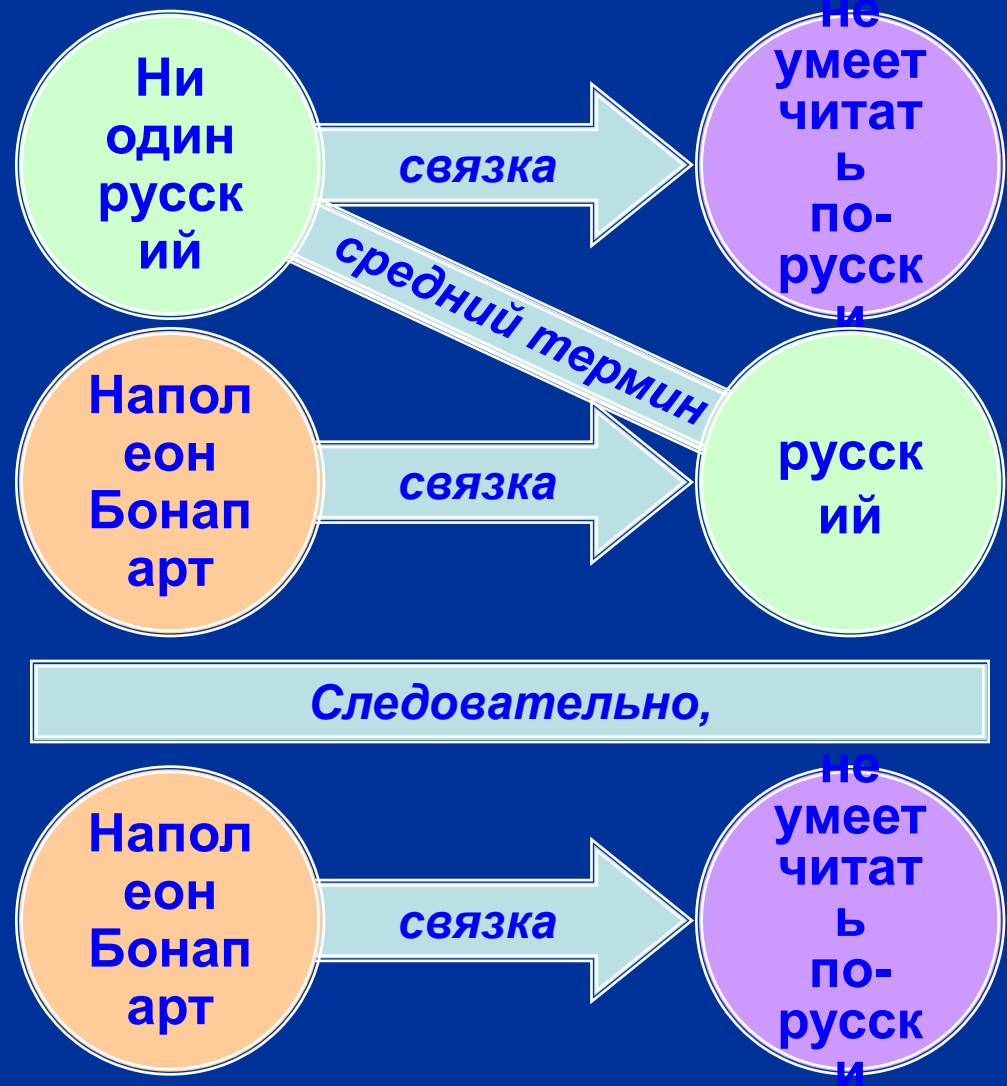 Ни
один
русск
ий
связка
не
умеет
читат
ь
по-
русск
и
средний термин
Напол
еон
Бонап
арт
связка
русск
ий
Следовательно,
Напол
еон
Бонап
арт
связка
не
умеет
читат
ь
по-
русск
и